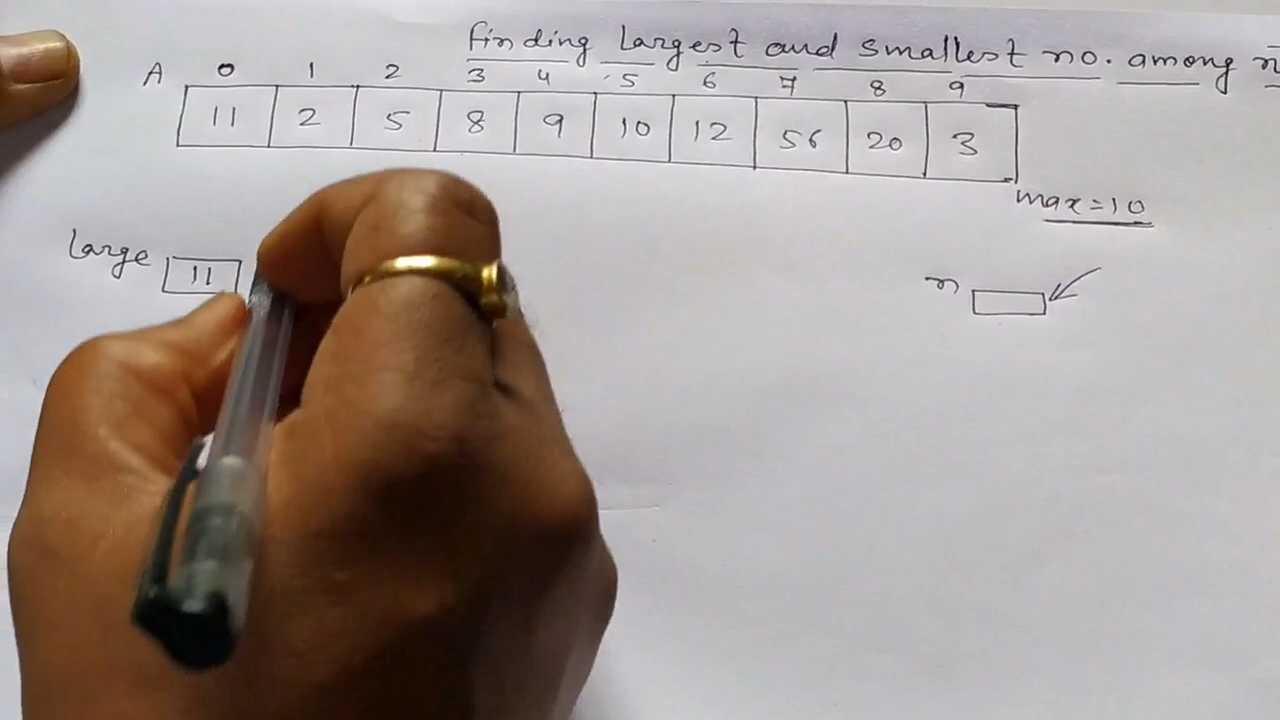 Finding Largest and smallest no. among n
A 0 1 2 3 4 5 6 7 8 9
11 2 5 8 9 10 12 56 20 3
max=10
large 11
n